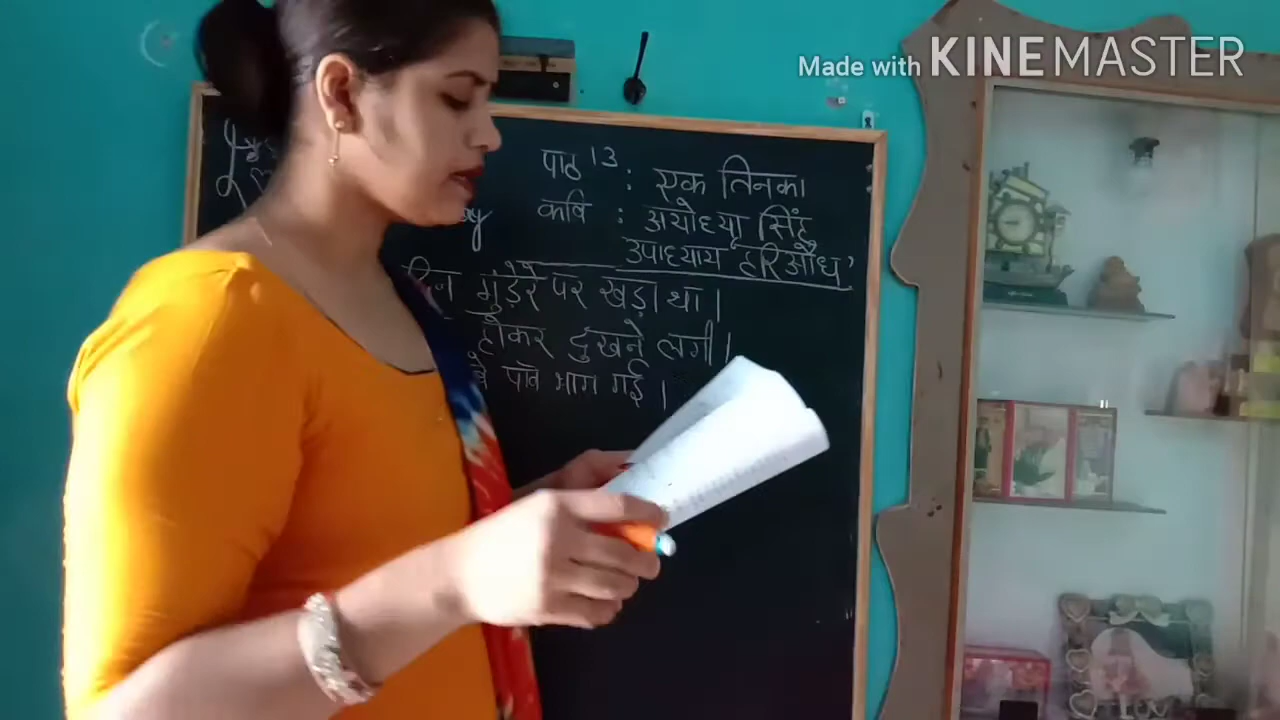 Made with KINEMASTER
पाठ 13 : एक तिनका
कवि : अयोध्या सिंह
उपाध्याय 'हरिऔध'
मुंडेरे पर खड़ा था।
होकर दुखने लगी।
पाँव भाग गई।